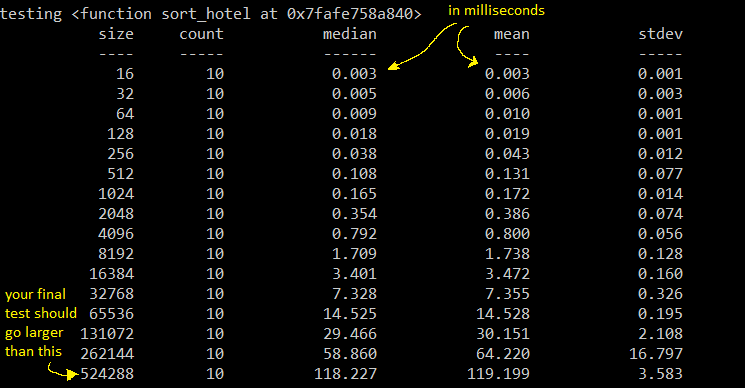 testing <function sort_hotel at 0x7fafe758a840>
in milliseconds
size count median mean stdev
---- ----- ------ ---- -----
16 10 0.003 0.003 0.001
32 10 0.005 0.006 0.003
64 10 0.009 0.010 0.001
128 10 0.018 0.019 0.001
256 10 0.038 0.043 0.012
512 10 0.108 0.131 0.077
1024 10 0.165 0.172 0.014
2048 10 0.354 0.386 0.074
4096 10 0.792 0.800 0.056
8192 10 1.709 1.738 0.128
16384 10 3.401 3.472 0.160
32768 10 7.328 7.355 0.326
65536 10 14.525 14.528 0.195
131072 10 29.466 30.151 2.108
262144 10 58.860 64.220 16.797
524288 10 118.227 119.199 3.583
your final
test should
go larger
than this